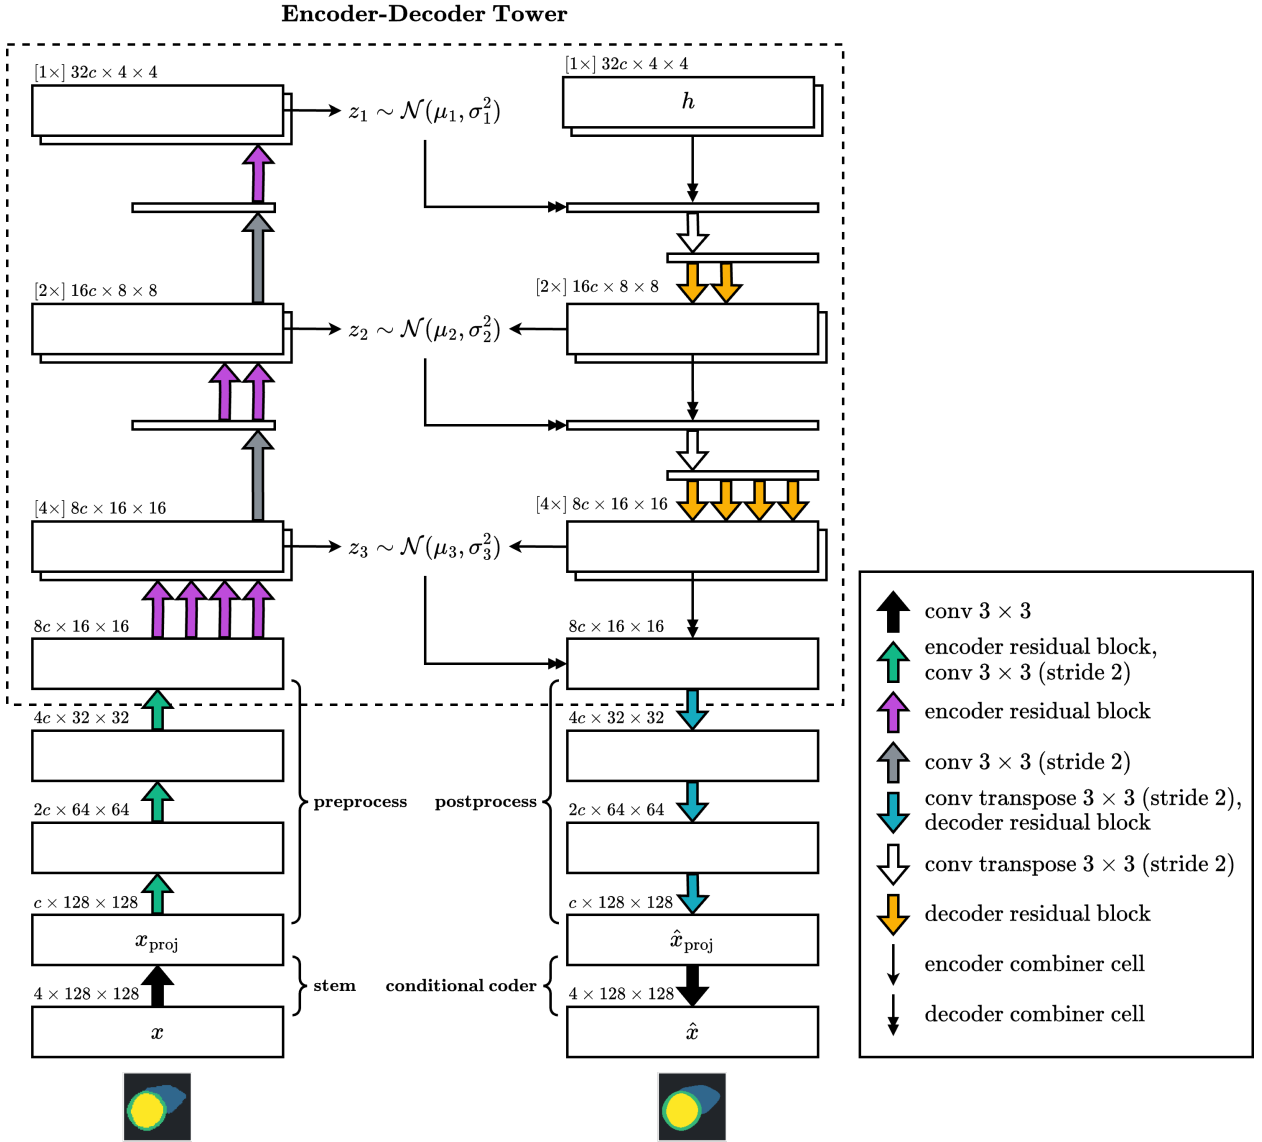 Encoder-Decoder Tower
[1×] 32c × 4 × 4
[1×] 32c × 4 × 4
h
z₁ ∼ 𝒩(μ₁, σ₁²)
[2×] 16c × 8 × 8
[2×] 16c × 8 × 8
z₂ ∼ 𝒩(μ₂, σ₂²)
[4×] 8c × 16 × 16
[4×] 8c × 16 × 16
z₃ ∼ 𝒩(μ₃, σ₃²)
8c × 16 × 16
8c × 16 × 16
4c × 32 × 32
4c × 32 × 32
preprocess
postprocess
2c × 64 × 64
2c × 64 × 64
c × 128 × 128
c × 128 × 128
x_proj
x̂_proj
stem
conditional coder
4 × 128 × 128
4 × 128 × 128
x
x̂
conv 3 × 3
encoder residual block,
conv 3 × 3 (stride 2)
encoder residual block
conv 3 × 3 (stride 2)
conv transpose 3 × 3 (stride 2),
decoder residual block
conv transpose 3 × 3 (stride 2)
decoder residual block
encoder combiner cell
decoder combiner cell